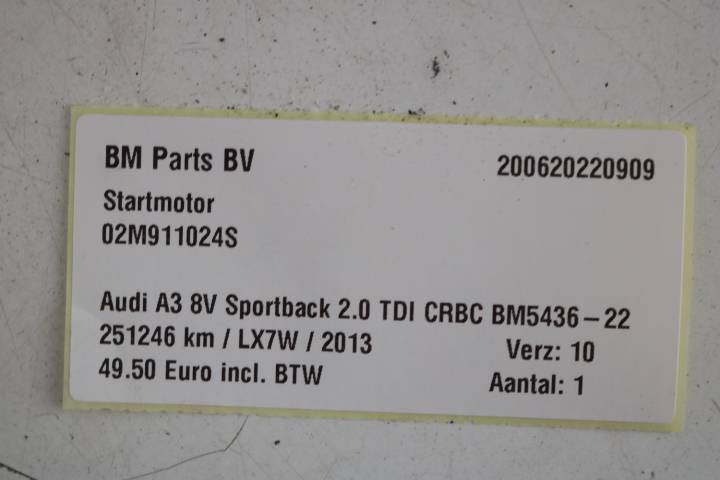 BM Parts BV 200620220909
Startmotor
02M911024S
Audi A3 8V Sportback 2.0 TDI CRBC BM5436-22
251246 km / LX7W / 2013 Verz: 10
49.50 Euro incl. BTW Aantal: 1